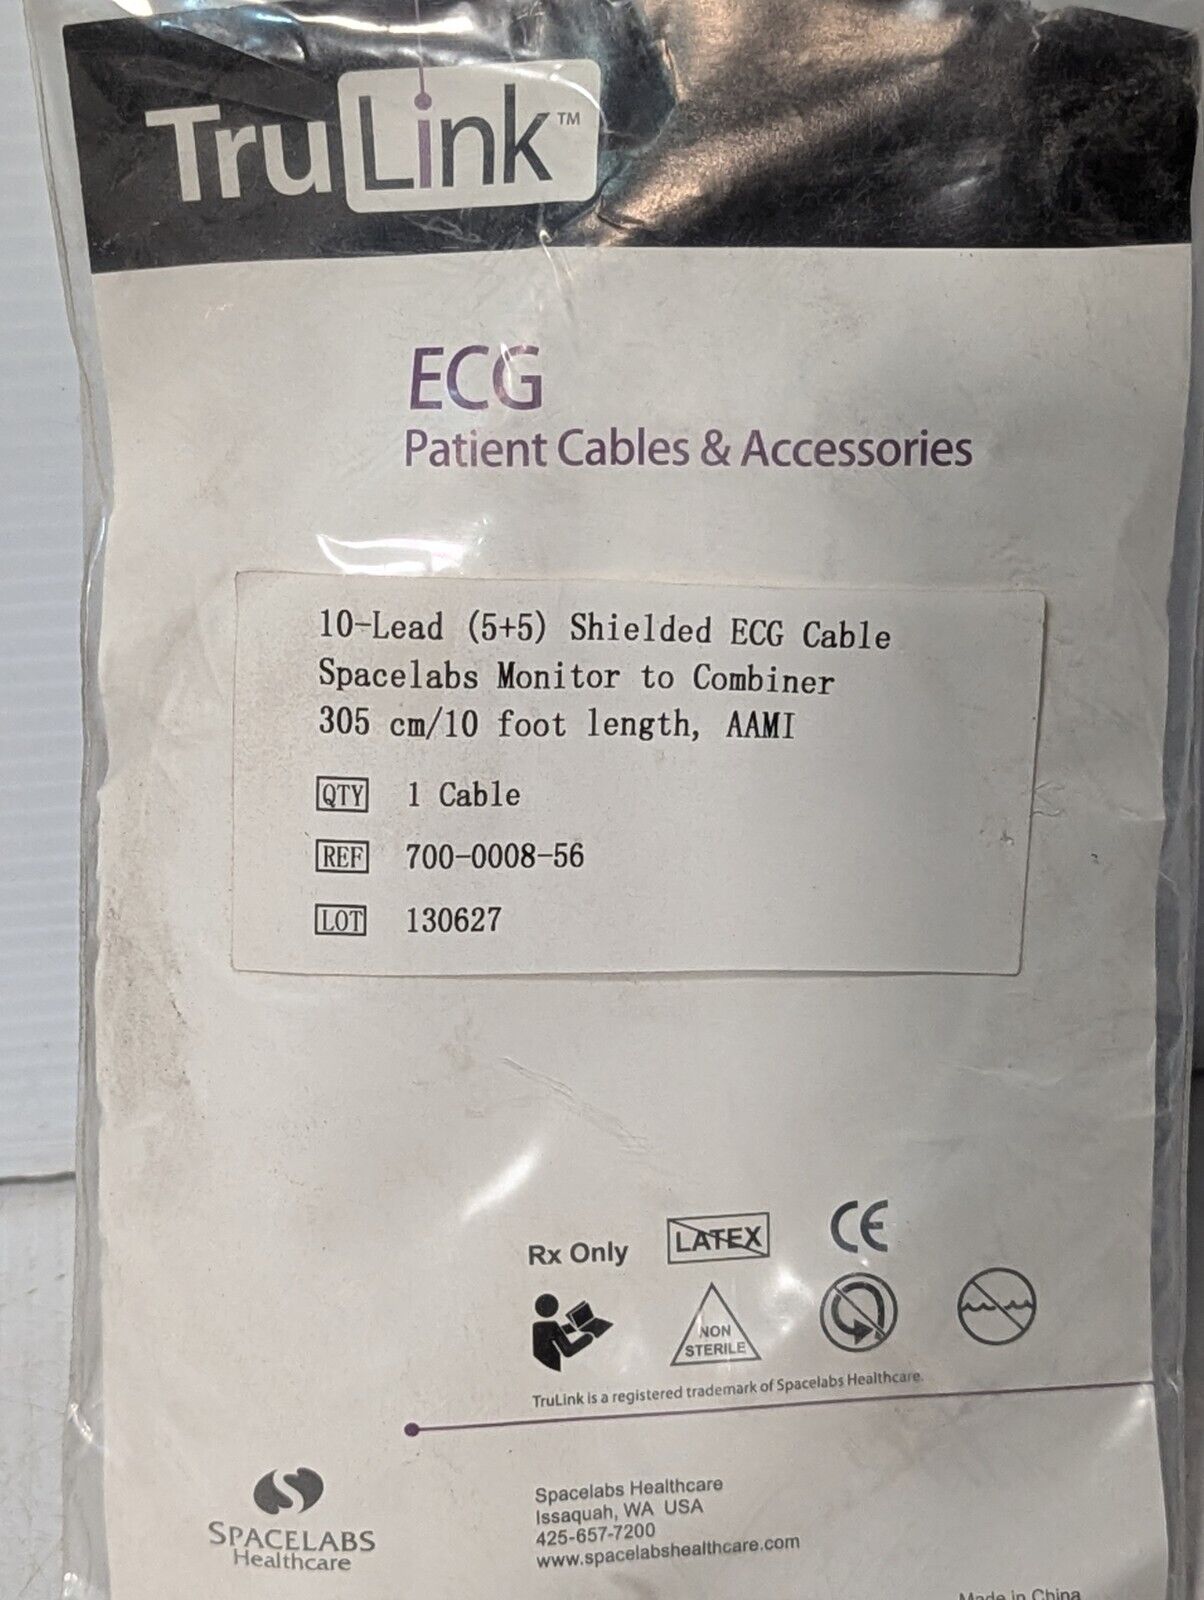 TruLink™
ECG
Patient Cables & Accessories
10-Lead (5+5) Shielded ECG Cable
Spacelabs Monitor to Combiner
305 cm/10 foot length, AAMI
QTY 1 Cable
REF 700-0008-56
LOT 130627
Rx Only LATEX CE
NON
STERILE
TruLink is a registered trademark of Spacelabs Healthcare.
SPACELABS
Healthcare
Spacelabs Healthcare
Issaquah, WA USA
425-657-7200
www.spacelabshealthcare.com
Made in China